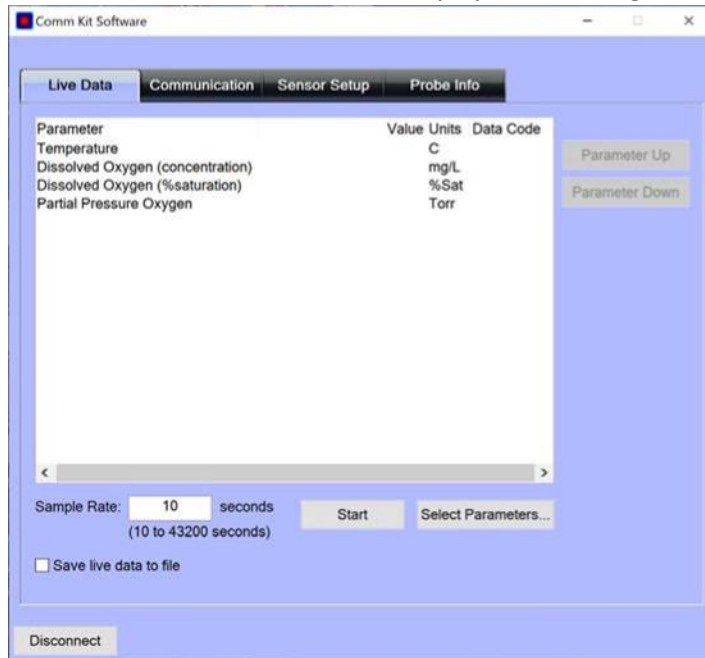 Comm Kit Software
Live Data Communication Sensor Setup Probe Info
Parameter Value Units Data Code
Temperature C
Dissolved Oxygen (concentration) mg/L
Dissolved Oxygen (%saturation) %Sat
Partial Pressure Oxygen Torr
Parameter Up
Parameter Down
Sample Rate: 10 seconds
(10 to 43200 seconds)
Start
Select Parameters...
Save live data to file
Disconnect